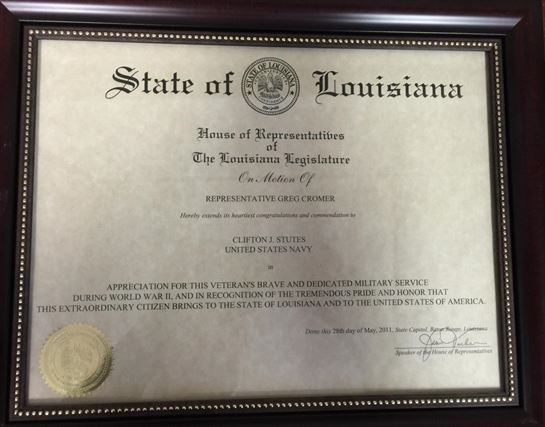 State of Louisiana
STATE OF LOUISIANA
House of Representatives
of
The Louisiana Legislature
On Motion Of
REPRESENTATIVE GREG CROMER
Hereby extends its heartiest congratulations and commendation to
CLIFTON J. STUTES
UNITED STATES NAVY
in
APPRECIATION FOR THIS VETERAN'S BRAVE AND DEDICATED MILITARY SERVICE
DURING WORLD WAR II, AND IN RECOGNITION OF THE TREMENDOUS PRIDE AND HONOR THAT
THIS EXTRAORDINARY CITIZEN BRINGS TO THE STATE OF LOUISIANA AND TO THE UNITED STATES OF AMERICA.
Done this 28th day of May, 2011, State Capitol, Baton Rouge, Louisiana
Speaker of the House of Representatives